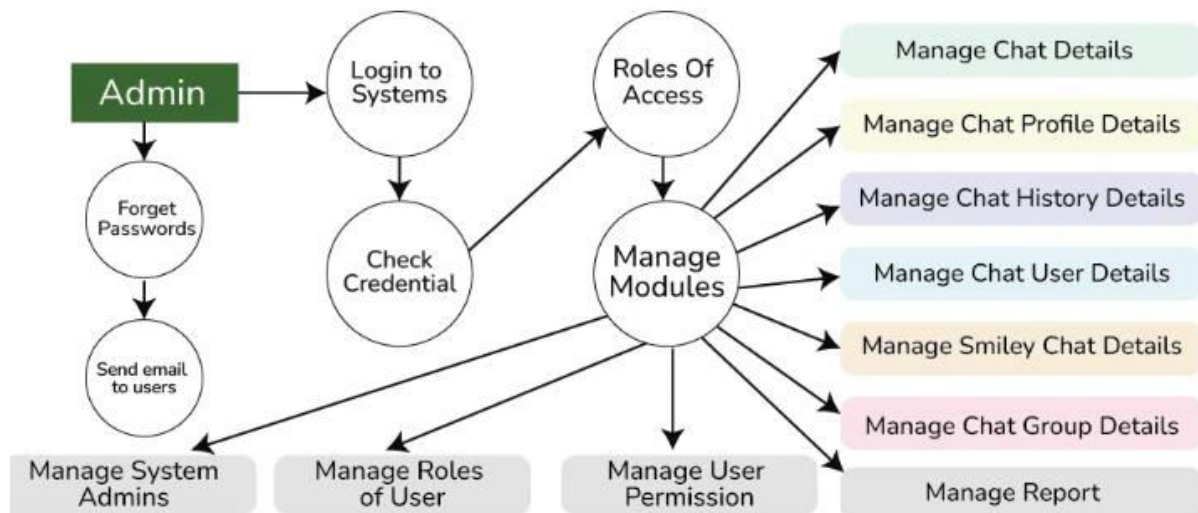 Admin
Login to
Systems
Roles Of
Access
Forget
Passwords
Check
Credential
Manage
Modules
Send email
to users
Manage Chat Details
Manage Chat Profile Details
Manage Chat History Details
Manage Chat User Details
Manage Smiley Chat Details
Manage Chat Group Details
Manage System
Admins
Manage Roles
of User
Manage User
Permission
Manage Report